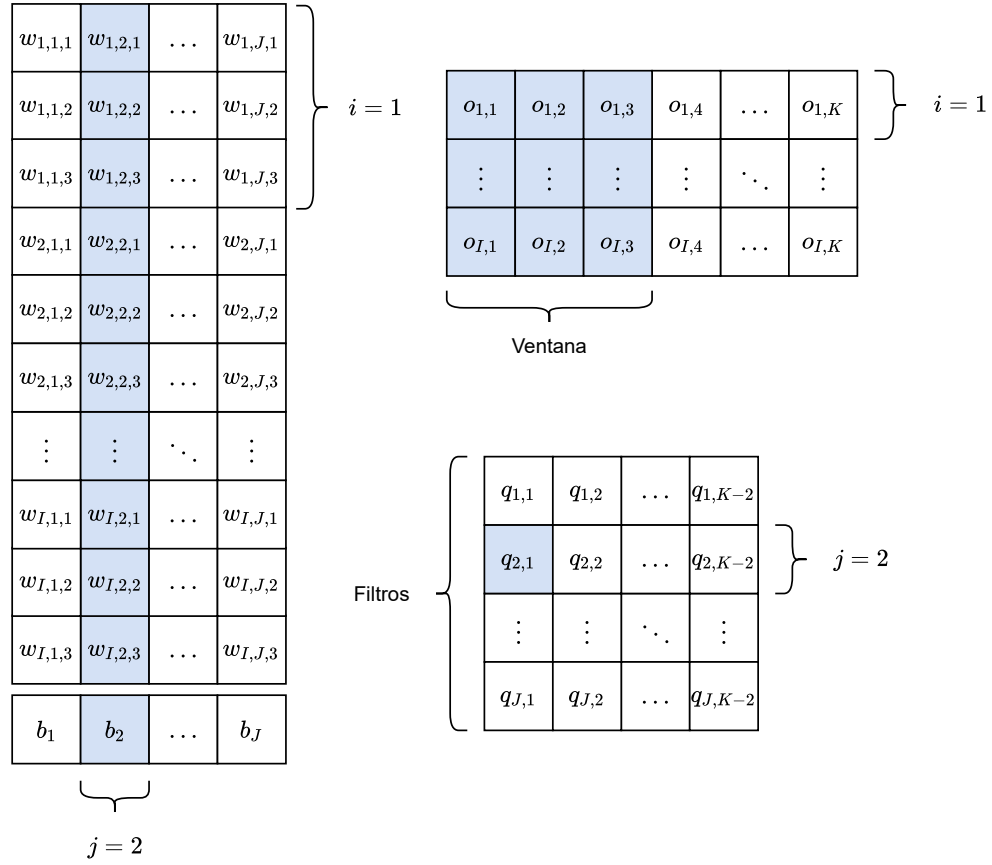 w_{1,1,1} w_{1,2,1} … w_{1,J,1}
w_{1,1,2} w_{1,2,2} … w_{1,J,2}
w_{1,1,3} w_{1,2,3} … w_{1,J,3}
i = 1
w_{2,1,1} w_{2,2,1} … w_{2,J,1}
w_{2,1,2} w_{2,2,2} … w_{2,J,2}
w_{2,1,3} w_{2,2,3} … w_{2,J,3}
⋮ ⋮ ⋱ ⋮
w_{I,1,1} w_{I,2,1} … w_{I,J,1}
w_{I,1,2} w_{I,2,2} … w_{I,J,2}
w_{I,1,3} w_{I,2,3} … w_{I,J,3}
b_1 b_2 … b_J
j = 2
o_{1,1} o_{1,2} o_{1,3} o_{1,4} … o_{1,K}
i = 1
⋮ ⋮ ⋮ ⋮ ⋱ ⋮
o_{I,1} o_{I,2} o_{I,3} o_{I,4} … o_{I,K}
Ventana
Filtros
q_{1,1} q_{1,2} … q_{1,K−2}
q_{2,1} q_{2,2} … q_{2,K−2}
j = 2
⋮ ⋮ ⋱ ⋮
q_{J,1} q_{J,2} … q_{J,K−2}